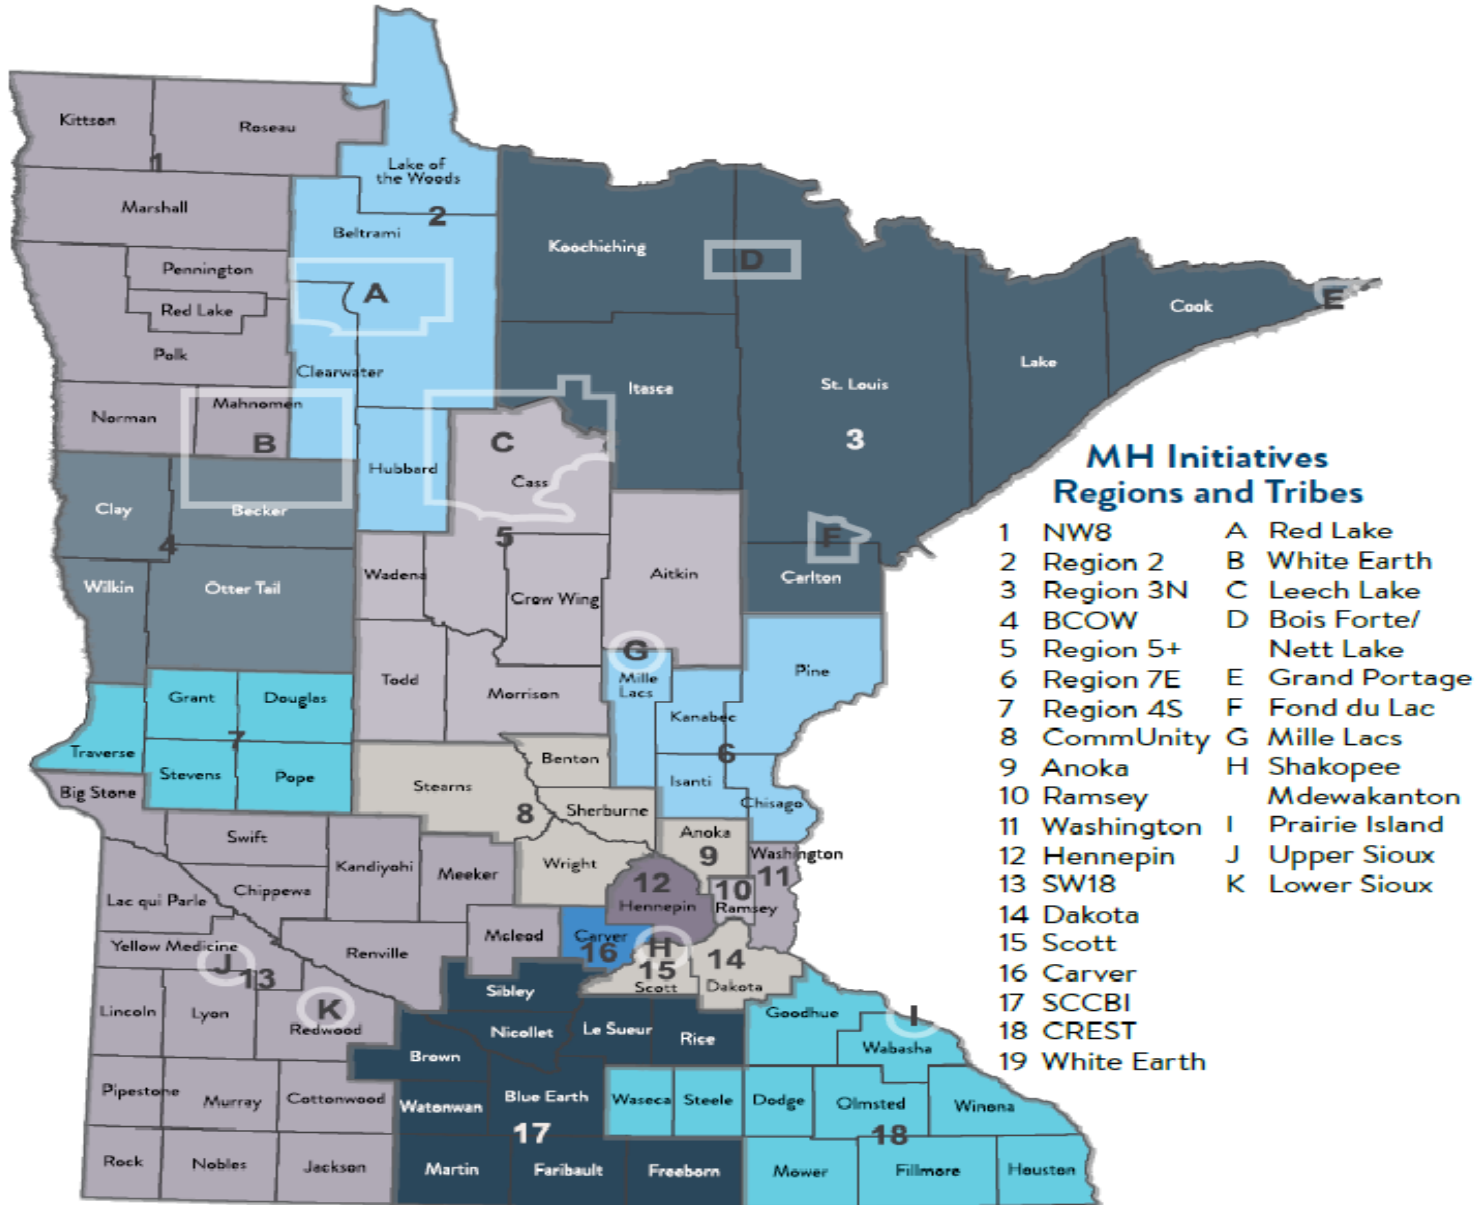 Kittson
Roseau
1
Lake of
the Woods
Marshall
2
Beltrami
Koochiching
D
Pennington
A
Red Lake
E
Cook
Polk
Lake
Clearwater
Itasca
St. Louis
Norman
Mahnomen
B
C
3
Hubbard
Cass
Clay
Becker
4
5
F
Wadena
Aitkin
Carlton
Wilkin
Otter Tail
Crow Wing
G
Todd
Mille
Lacs
Pine
Grant
Douglas
Morrison
Kanabec
7
6
Traverse
Benton
Stevens
Pope
Stearns
Isanti
Big Stone
Chisago
8
Sherburne
Swift
Anoka
9
Washington
Kandiyohi
Wright
Meeker
11
12
10
Chippewa
Lac qui Parle
Hennepin
Ramsey
Yellow Medicine
Renville
Mcleod
Carver
16
H
J
13
15
14
Scott
Dakota
Sibley
K
Lincoln
Lyon
Redwood
Nicollet
Le Sueur
Rice
Goodhue
I
Wabasha
Brown
Pipestone
Murray
Cottonwood
Watonwan
Blue Earth
Waseca
Steele
Dodge
Olmsted
Winona
17
18
Rock
Nobles
Jackson
Martin
Faribault
Freeborn
Mower
Fillmore
Houston
MH Initiatives
Regions and Tribes
1 NW8
2 Region 2
3 Region 3N
4 BCOW
5 Region 5+
6 Region 7E
7 Region 4S
8 CommUnity
9 Anoka
10 Ramsey
11 Washington
12 Hennepin
13 SW18
14 Dakota
15 Scott
16 Carver
17 SCCBI
18 CREST
19 White Earth
A Red Lake
B White Earth
C Leech Lake
D Bois Forte/
Nett Lake
E Grand Portage
F Fond du Lac
G Mille Lacs
H Shakopee
Mdewakanton
I Prairie Island
J Upper Sioux
K Lower Sioux